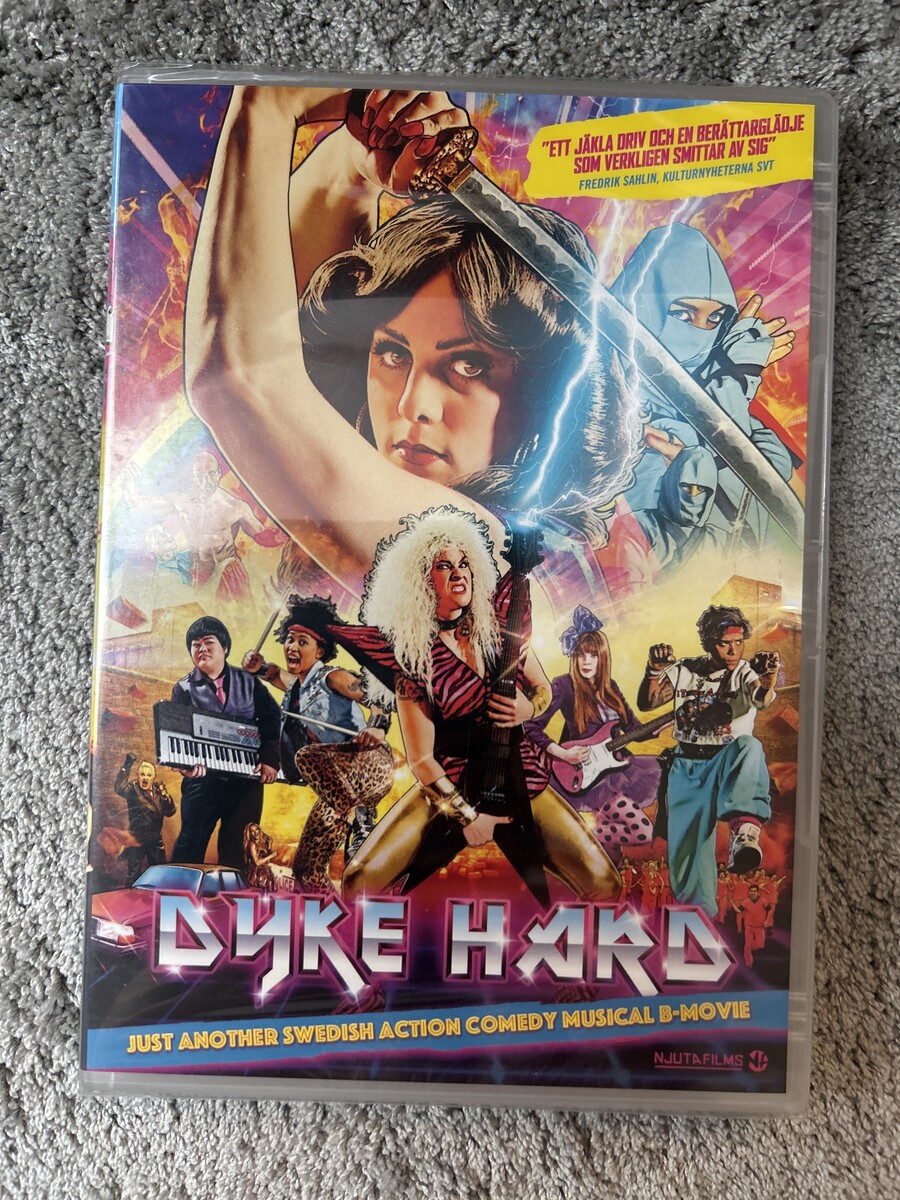 "ETT JÄKLA DRIV OCH EN BERÄTTARGLÄDJE
SOM VERKLIGEN SMITTAR AV SIG"
FREDRIK SAHLIN, KULTURNYHETERNA SVT
DYKE HARD
JUST ANOTHER SWEDISH ACTION COMEDY MUSICAL B-MOVIE
NJUTAFILMS